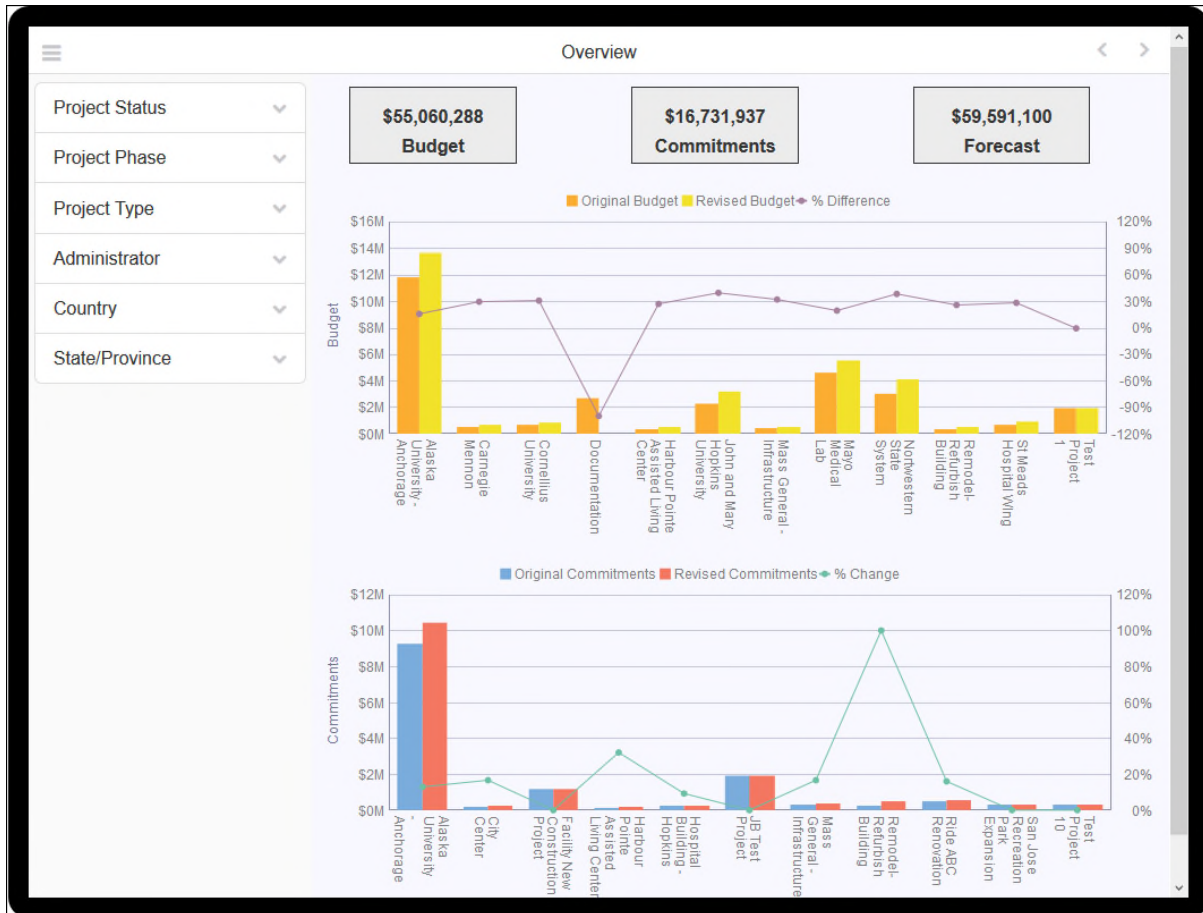 Overview
Project Status
Project Phase
Project Type
Administrator
Country
State/Province
$55,060,288
Budget
$16,731,937
Commitments
$59,591,100
Forecast
Original Budget Revised Budget % Difference
$16M
$14M
$12M
$10M
$8M
$6M
$4M
$2M
$0M
Budget
120%
90%
60%
30%
0%
-30%
-60%
-90%
-120%
Alaska
University -
Anchorage
Carnegie
Mennon
Cornellius
University
Documentation
Harbour Pointe
Assisted Living
Center
John and Mary
Hopkins
University
Mass General -
Infrastructure
Mayo
Medical
Lab
Nortwestern
State
System
Remodel-
Refurbish
Building
St Meads
Hospital WIng
Test
Project
1
Original Commitments Revised Commitments % Change
$12M
$10M
$8M
$6M
$4M
$2M
$0M
Commitments
120%
100%
80%
60%
40%
20%
0%
Alaska
University
-
Anchorage
City
Center
Facility New
Construction
Project
Harbour
Pointe
Assisted
Living Center
Hospital
Building -
Hopkins
JB Test
Project
Mass
General -
Infrastructure
Remodel-
Refurbish
Building
Ride ABC
Renovation
San Jose
Recreation
Park
Expansion
Test
Project
10